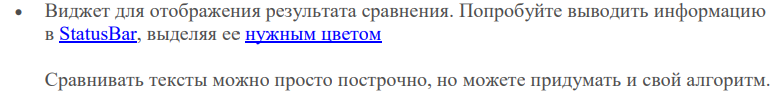 • Виджет для отображения результата сравнения. Попробуйте выводить информацию
в StatusBar, выделяя ее нужным цветом
Сравнивать тексты можно просто построчно, но можете придумать и свой алгоритм.